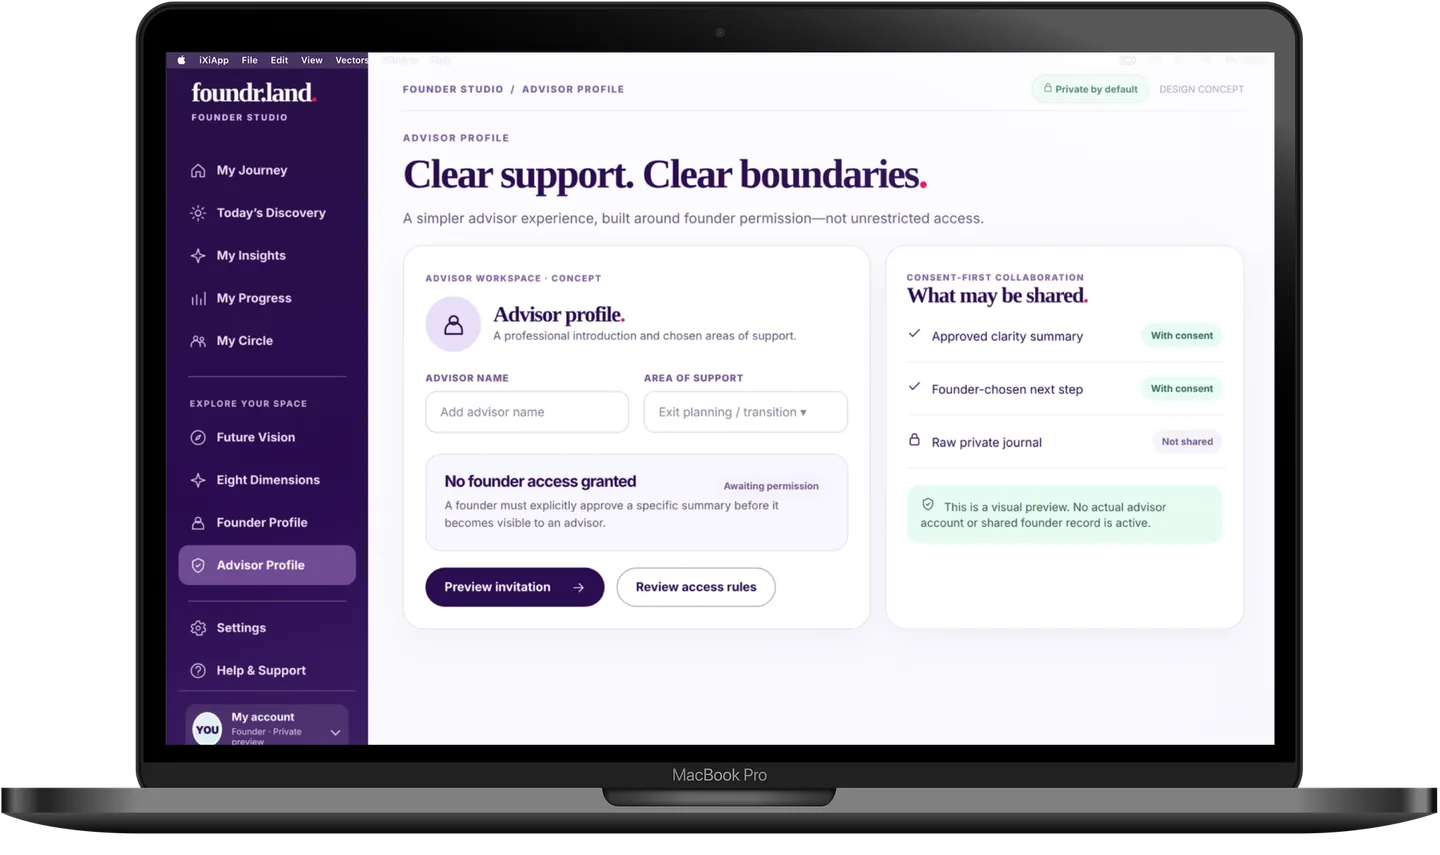 iXiApp File Edit View Vectors
foundr.land.
FOUNDER STUDIO
My Journey
Today's Discovery
My Insights
My Progress
My Circle
EXPLORE YOUR SPACE
Future Vision
Eight Dimensions
Founder Profile
Advisor Profile
Settings
Help & Support
YOU
My account
Founder · Private
preview
FOUNDER STUDIO / ADVISOR PROFILE
Private by default
DESIGN CONCEPT
ADVISOR PROFILE
Clear support. Clear boundaries.
A simpler advisor experience, built around founder permission—not unrestricted access.
ADVISOR WORKSPACE · CONCEPT
Advisor profile.
A professional introduction and chosen areas of support.
ADVISOR NAME
Add advisor name
AREA OF SUPPORT
Exit planning / transition ▾
No founder access granted
Awaiting permission
A founder must explicitly approve a specific summary before it
becomes visible to an advisor.
Preview invitation →
Review access rules
CONSENT-FIRST COLLABORATION
What may be shared.
Approved clarity summary
With consent
Founder-chosen next step
With consent
Raw private journal
Not shared
This is a visual preview. No actual advisor
account or shared founder record is active.
MacBook Pro